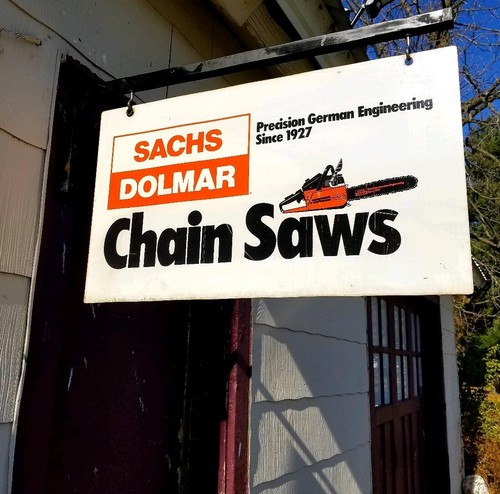 SACHS
DOLMAR
Precision German Engineering
Since 1927
Chain Saws